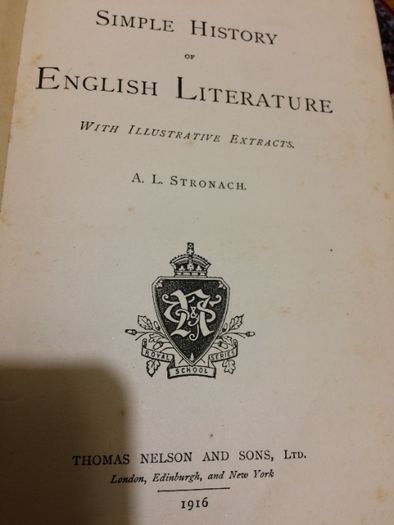 SIMPLE HISTORY
OF
ENGLISH LITERATURE
WITH ILLUSTRATIVE EXTRACTS.
A. L. STRONACH.
ROYAL SCHOOL SERIES
THOMAS NELSON AND SONS, LTD.
London, Edinburgh, and New York
1916